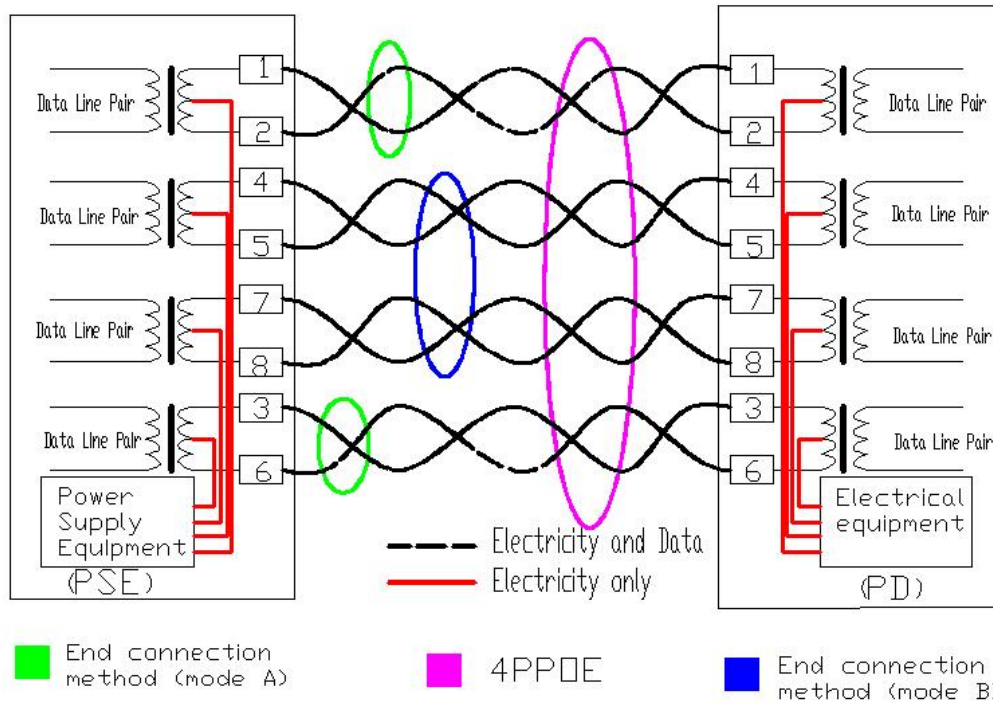 1
Data Line Pair
2
4
Data Line Pair
5
7
Data Line Pair
8
3
Data Line Pair
6
Power
Supply
Equipment
(PSE)
1
Data Line Pair
2
4
Data Line Pair
5
7
Data Line Pair
8
3
Data Line Pair
6
Electrical
equipment
(PD)
Electricity and Data
Electricity only
End connection
method (mode A)
4PPOE
End connection
method (mode B